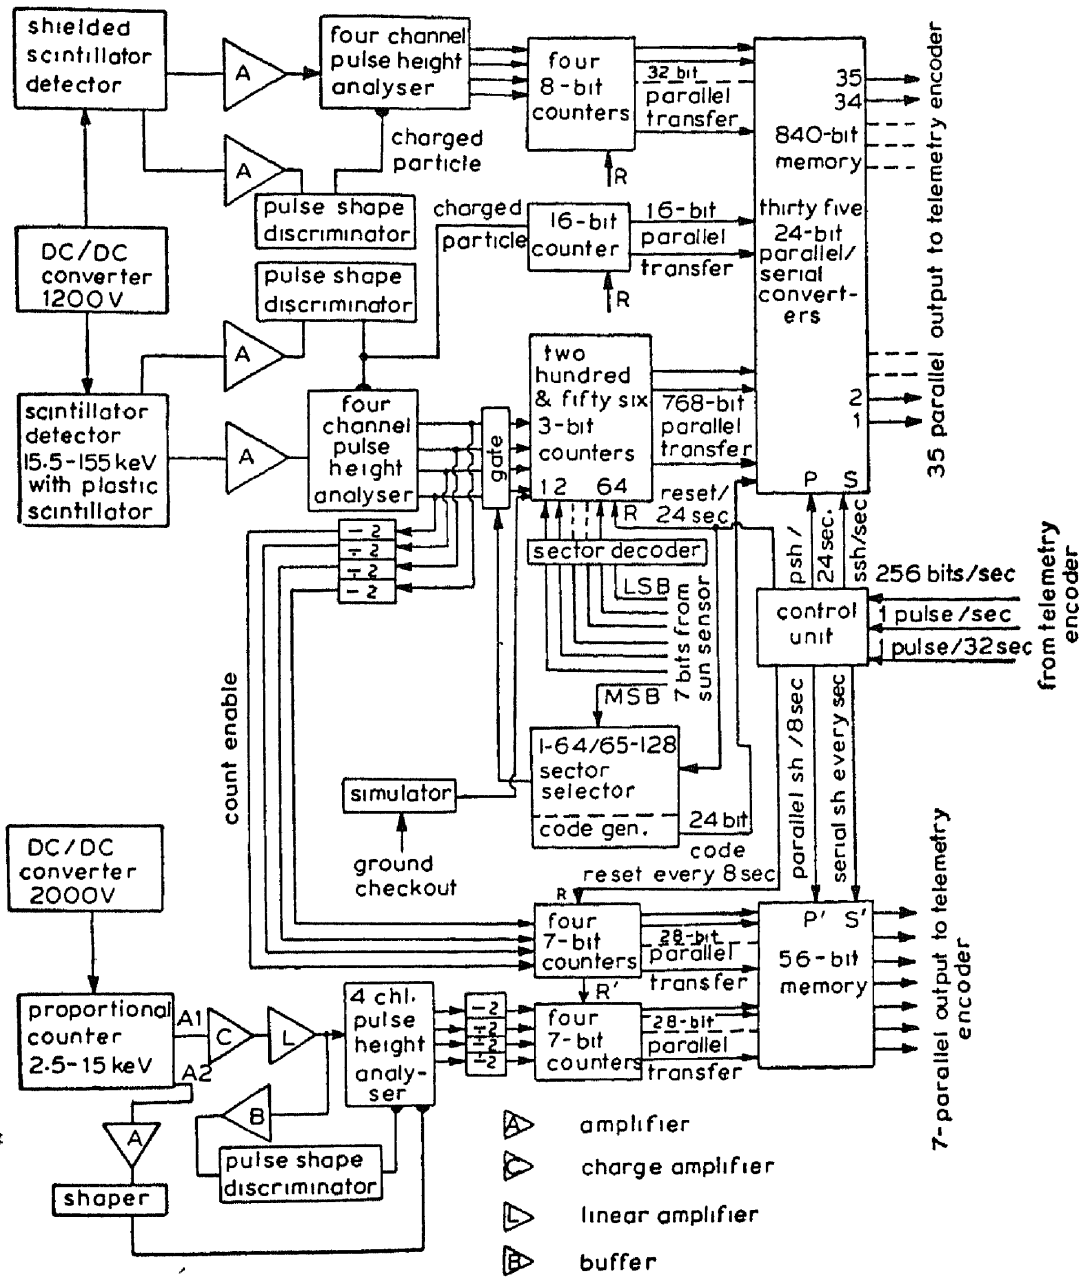 shielded
scintillator
detector
A
four channel
pulse height
analyser
four
8-bit
counters
32 bit
parallel
transfer
35
34
840-bit
memory
thirty five
24-bit
parallel/
serial
convert-
ers
2
1
P S
35 parallel output to telemetry encoder
A
charged
particle
R
pulse shape
discriminator
charged
particle
16-bit
counter
16-bit
parallel
transfer
R
DC/DC
converter
1200V
pulse shape
discriminator
A
scintillator
detector
15.5-155 keV
with plastic
scintillator
A
four
channel
pulse
height
analyser
gate
two
hundred
& fifty six
3-bit
counters
1 2 64
768-bit
parallel
transfer
R
reset/
24 sec
÷2
÷2
÷2
÷2
sector decoder
LSB
7 bits from
sun sensor
MSB
psh/
24 sec.
ssh/sec
control
unit
256 bits/sec
1 pulse/sec
1 pulse/32 sec
from telemetry
encoder
count enable
1-64/65-128
sector
selector
code gen.
24 bit
code
simulator
ground
checkout
parallel sh/8sec
serial sh every sec
reset every 8sec
DC/DC
converter
2000V
R
four
7-bit
counters
28-bit
parallel
transfer
P' S'
56-bit
memory
7-parallel output to telemetry
encoder
R'
proportional
counter
2.5-15 keV
A1
A2
C
L
4 chl.
pulse
height
analy-
ser
÷2
÷2
÷2
÷2
four
7-bit
counters
28-bit
parallel
transfer
B
A
pulse shape
discriminator
shaper
A amplifier
C charge amplifier
L linear amplifier
B buffer